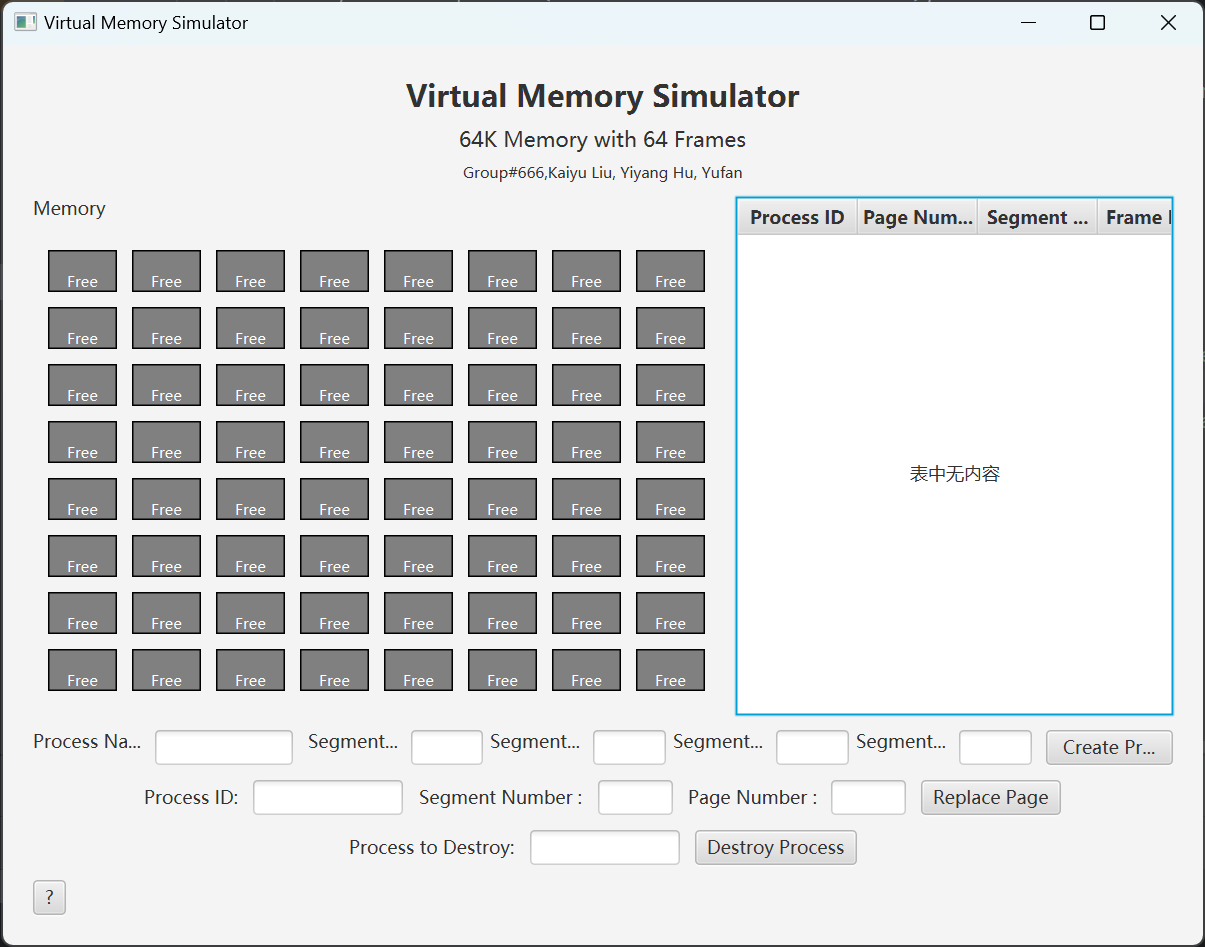 Virtual Memory Simulator
Virtual Memory Simulator
64K Memory with 64 Frames
Group#666,Kaiyu Liu, Yiyang Hu, Yufan
Memory
Process ID Page Num... Segment ... Frame
Free Free Free Free Free Free Free Free
Free Free Free Free Free Free Free Free
Free Free Free Free Free Free Free Free
Free Free Free Free Free Free Free Free
表中无内容
Free Free Free Free Free Free Free Free
Free Free Free Free Free Free Free Free
Free Free Free Free Free Free Free Free
Free Free Free Free Free Free Free Free
Process Na... Segment... Segment... Segment... Segment... Create Pr...
Process ID: Segment Number : Page Number : Replace Page
Process to Destroy: Destroy Process
?